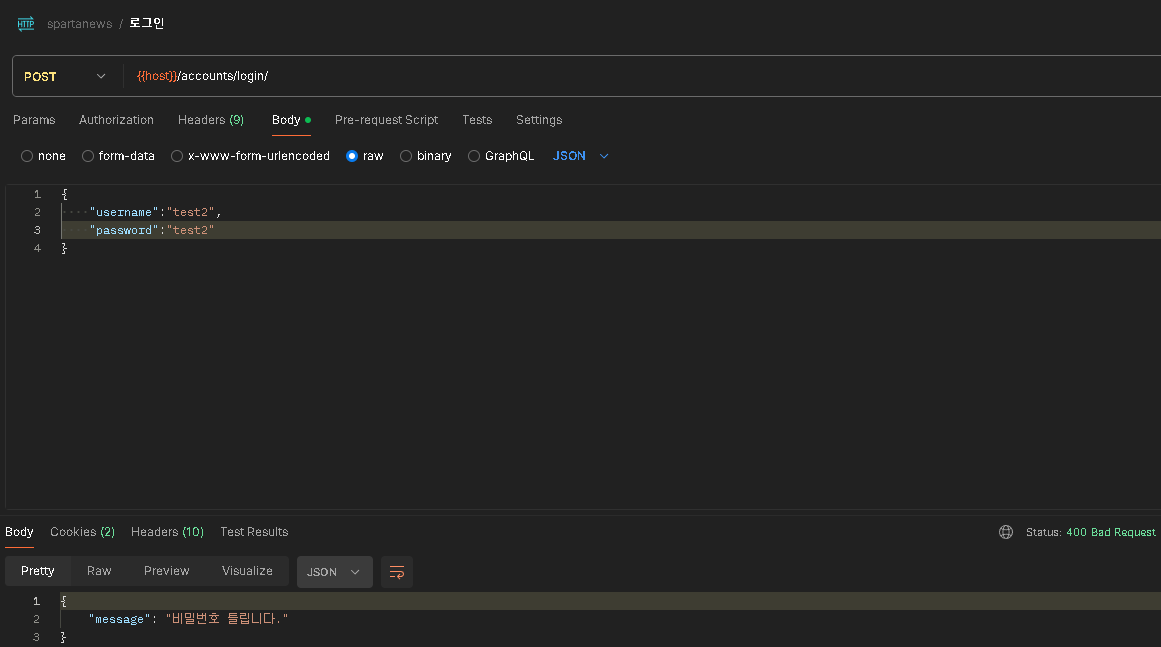 HTTP spartanews / 로그인
POST {{host}}/accounts/login/
Params Authorization Headers (9) Body Pre-request Script Tests Settings
none form-data x-www-form-urlencoded raw binary GraphQL JSON
1 {
2 "username":"test2",
3 "password":"test2"
4 }
Body Cookies (2) Headers (10) Test Results Status: 400 Bad Request
Pretty Raw Preview Visualize JSON
1 {
2 "message": "비밀번호 틀립니다."
3 }